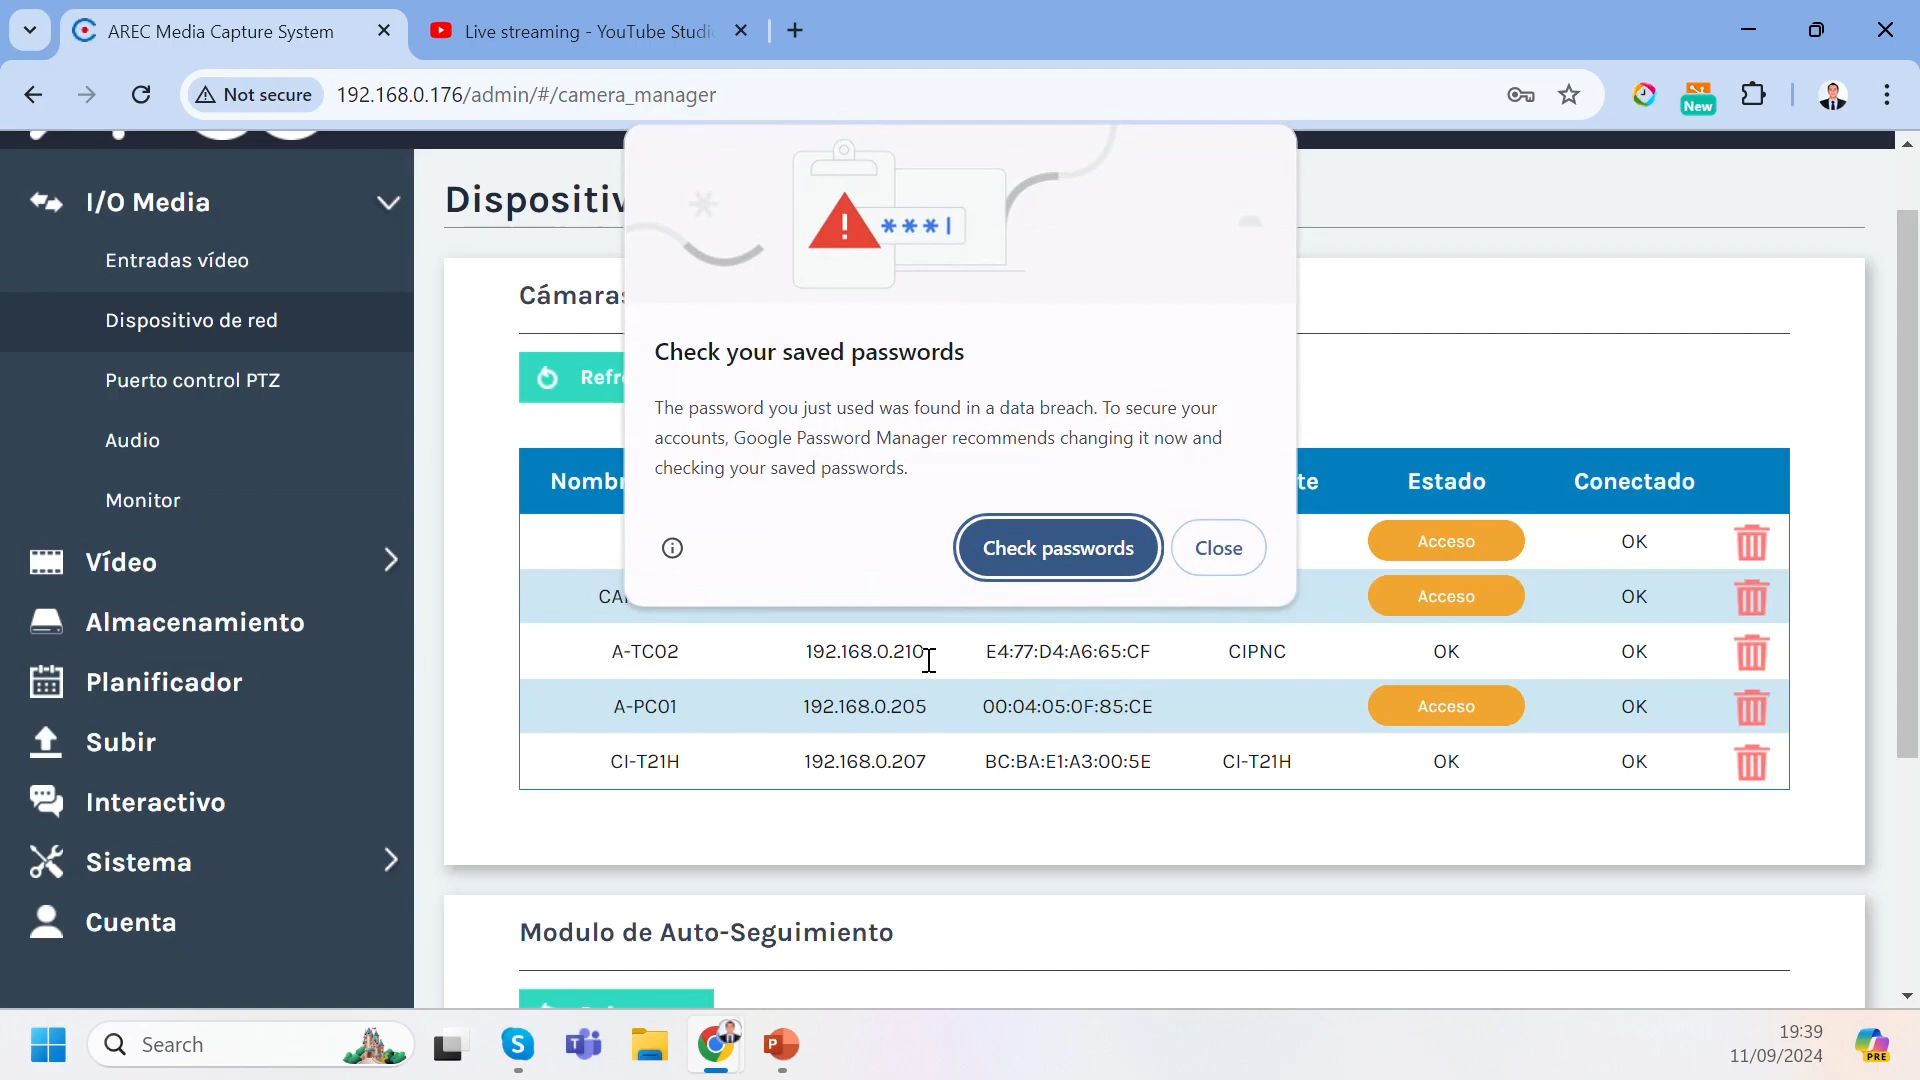 AREC Media Capture System
Live streaming - YouTube Studi
Not secure
192.168.0.176/admin/#/camera_manager
New
I/O Media
Entradas vídeo
Dispositivo de red
Puerto control PTZ
Audio
Monitor
Vídeo
Almacenamiento
Planificador
Subir
Interactivo
Sistema
Cuenta
Dispositiv
Cámaras
Refr
***|
Check your saved passwords
The password you just used was found in a data breach. To secure your
accounts, Google Password Manager recommends changing it now and
checking your saved passwords.
Check passwords
Close
Nombr te Estado Conectado
Acceso OK
CA Acceso OK
A-TC02 192.168.0.210 E4:77:D4:A6:65:CF CIPNC OK OK
A-PC01 192.168.0.205 00:04:05:0F:85:CE Acceso OK
CI-T21H 192.168.0.207 BC:BA:E1:A3:00:5E CI-T21H OK OK
Modulo de Auto-Seguimiento
Search
19:39
11/09/2024
PRE